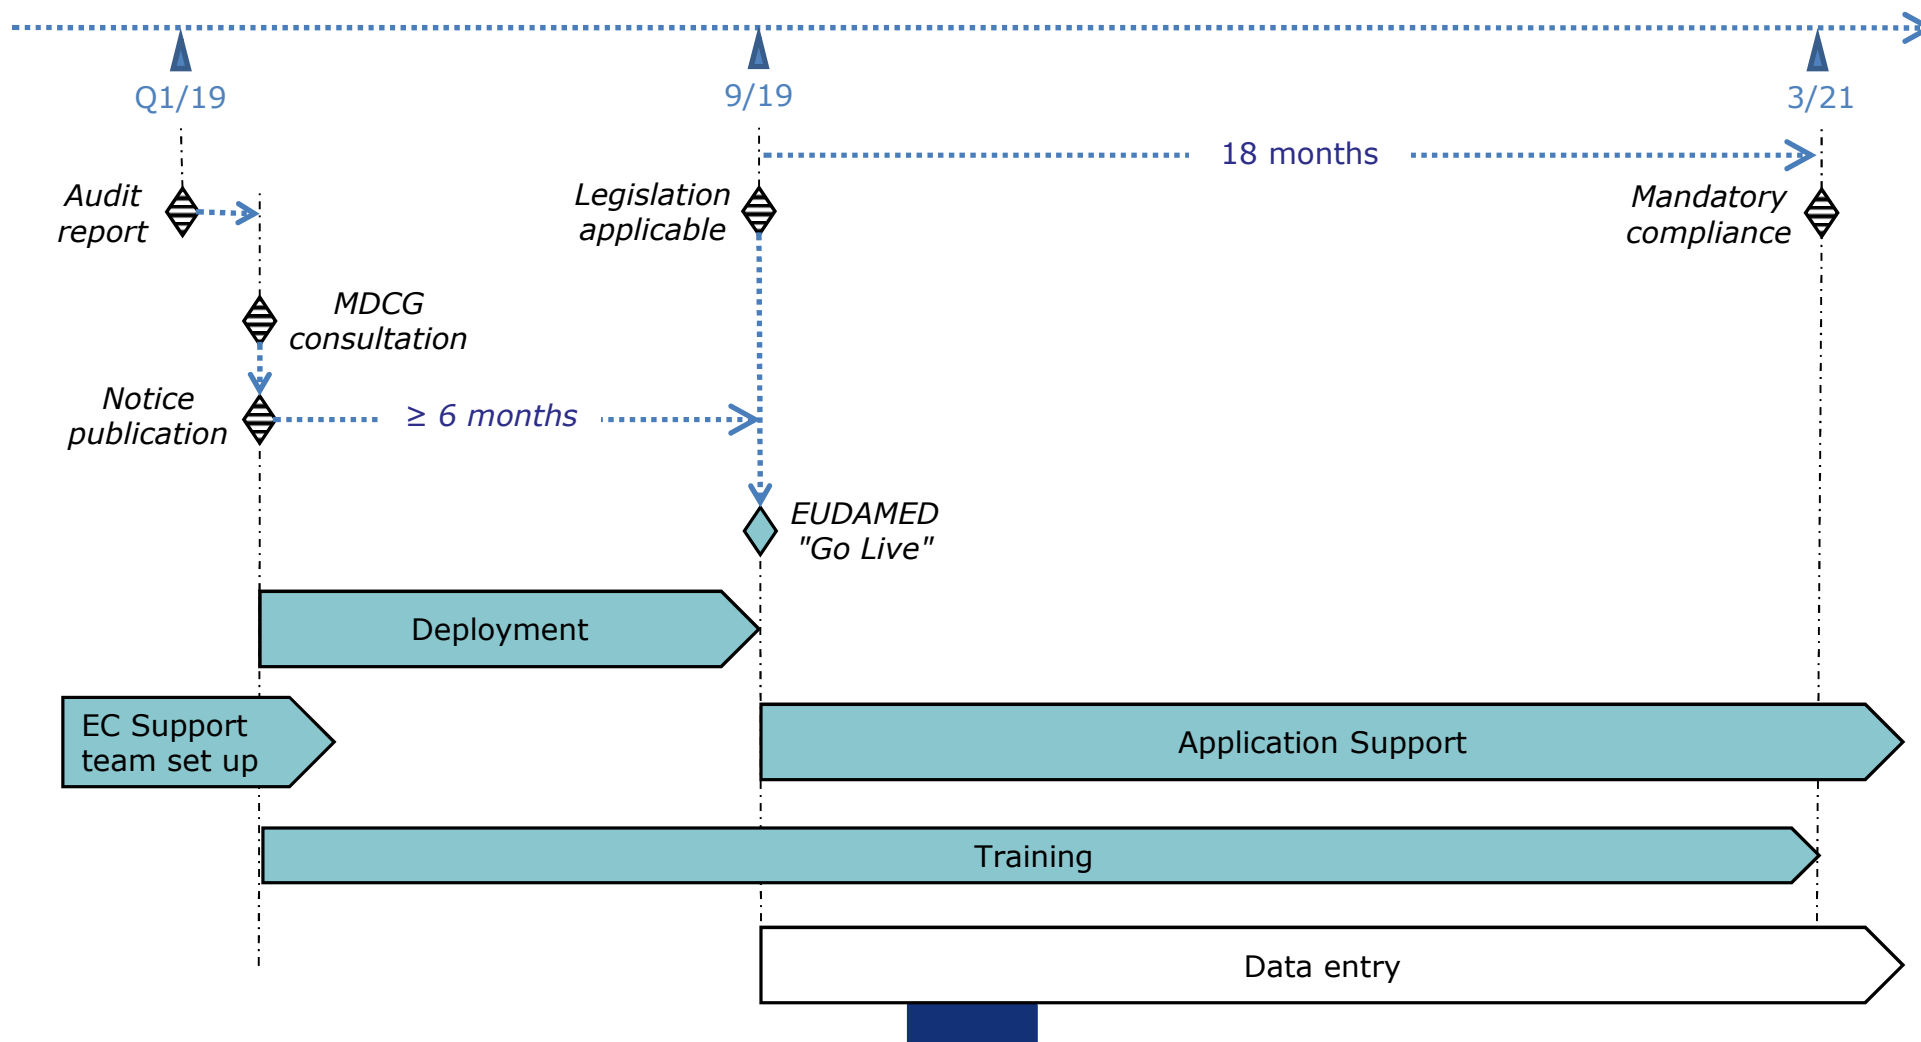 Q1/19
9/19
3/21
18 months
Audit
report
Legislation
applicable
Mandatory
compliance
MDCG
consultation
Notice
publication
≥ 6 months
EUDAMED
"Go Live"
Deployment
EC Support
team set up
Application Support
Training
Data entry